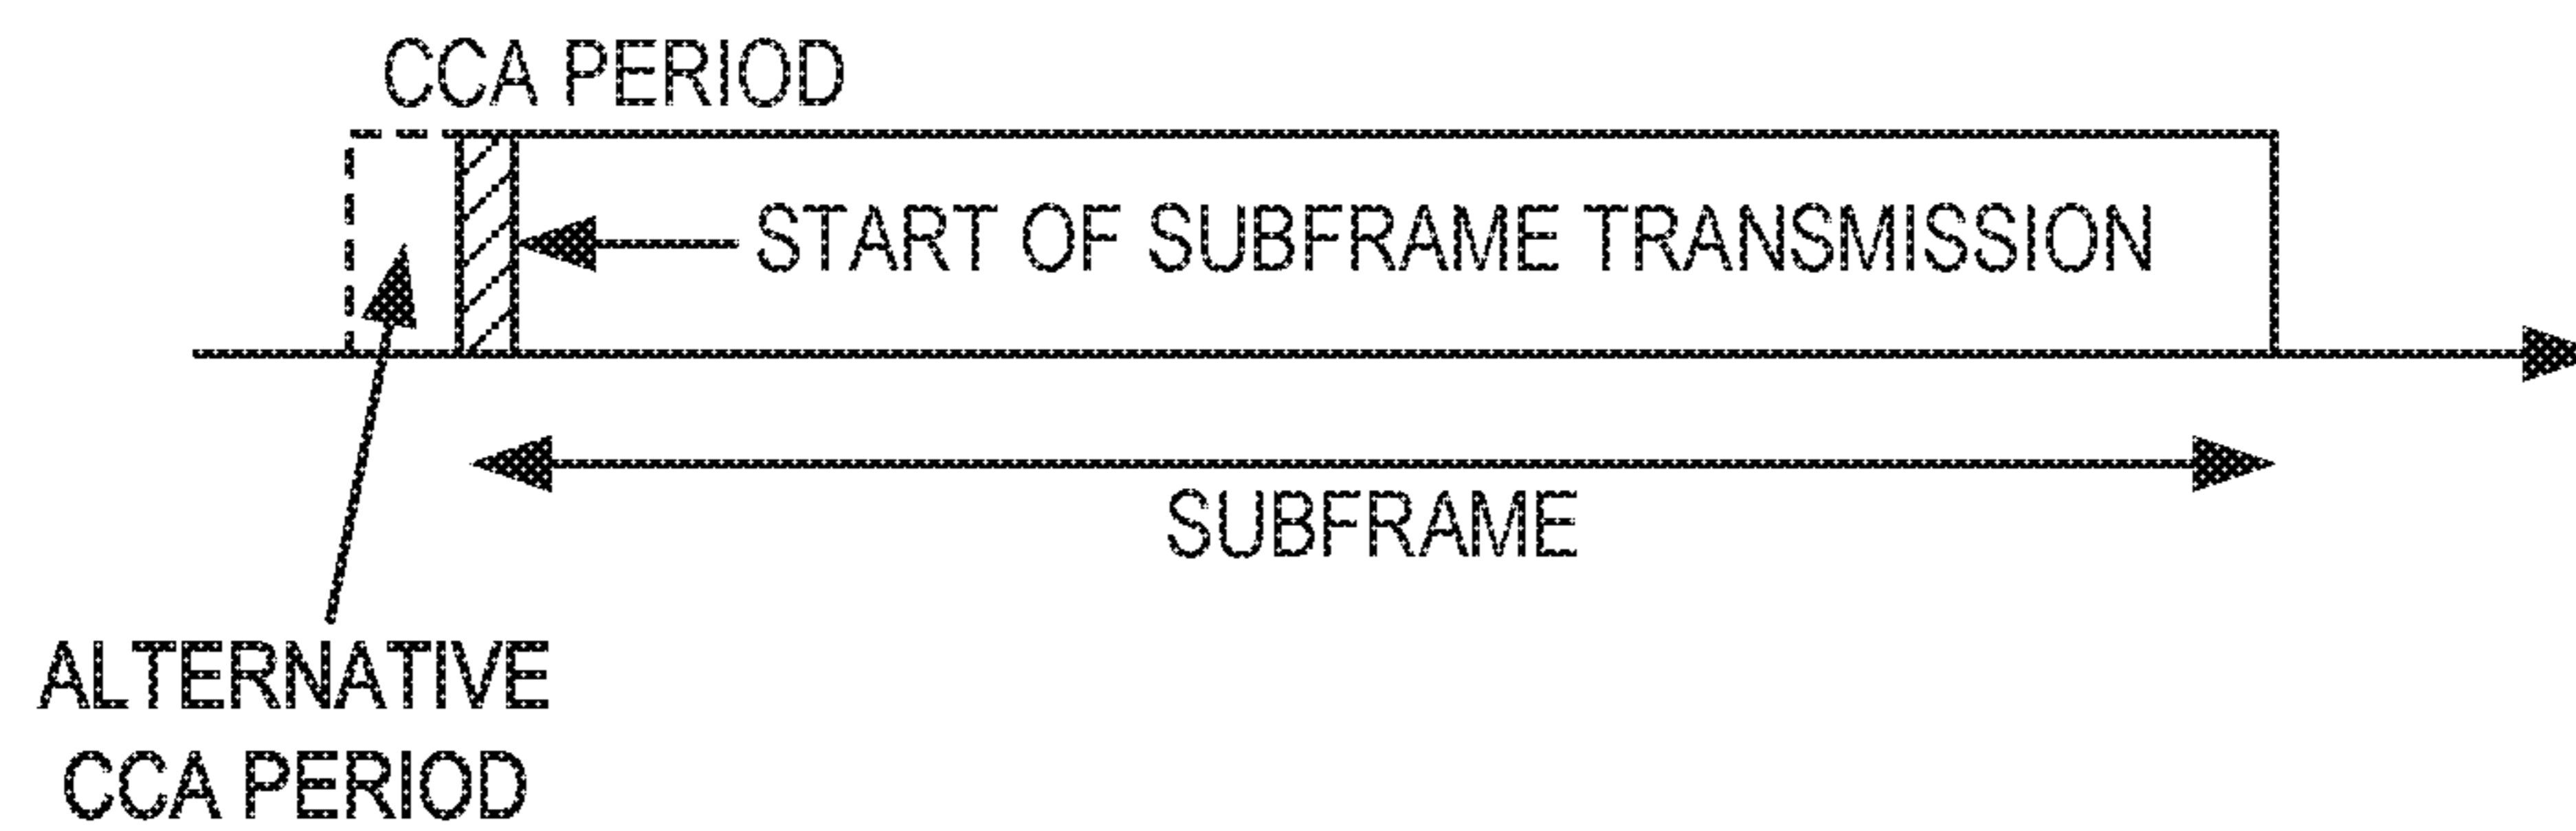 CCA PERIOD
START OF SUBFRAME TRANSMISSION
SUBFRAME
ALTERNATIVE
CCA PERIOD